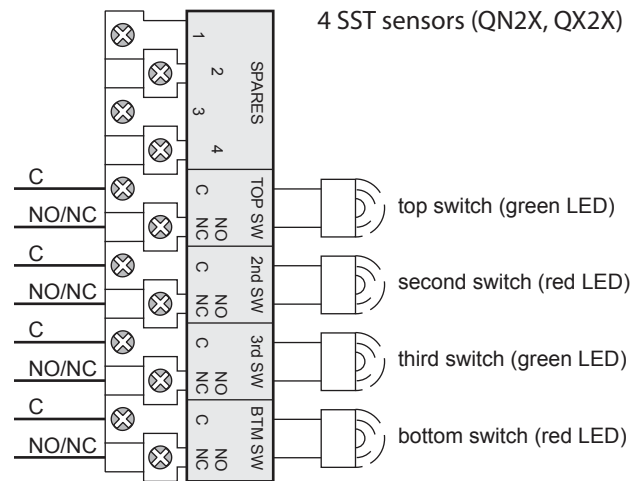 4 SST sensors (QN2X, QX2X)
1
2
3
4
SPARES
C
NO/NC
C
NO
NC
TOP SW
top switch (green LED)
C
NO/NC
C
NO
NC
2nd SW
second switch (red LED)
C
NO/NC
C
NO
NC
3rd SW
third switch (green LED)
C
NO/NC
C
NO
NC
BTM SW
bottom switch (red LED)